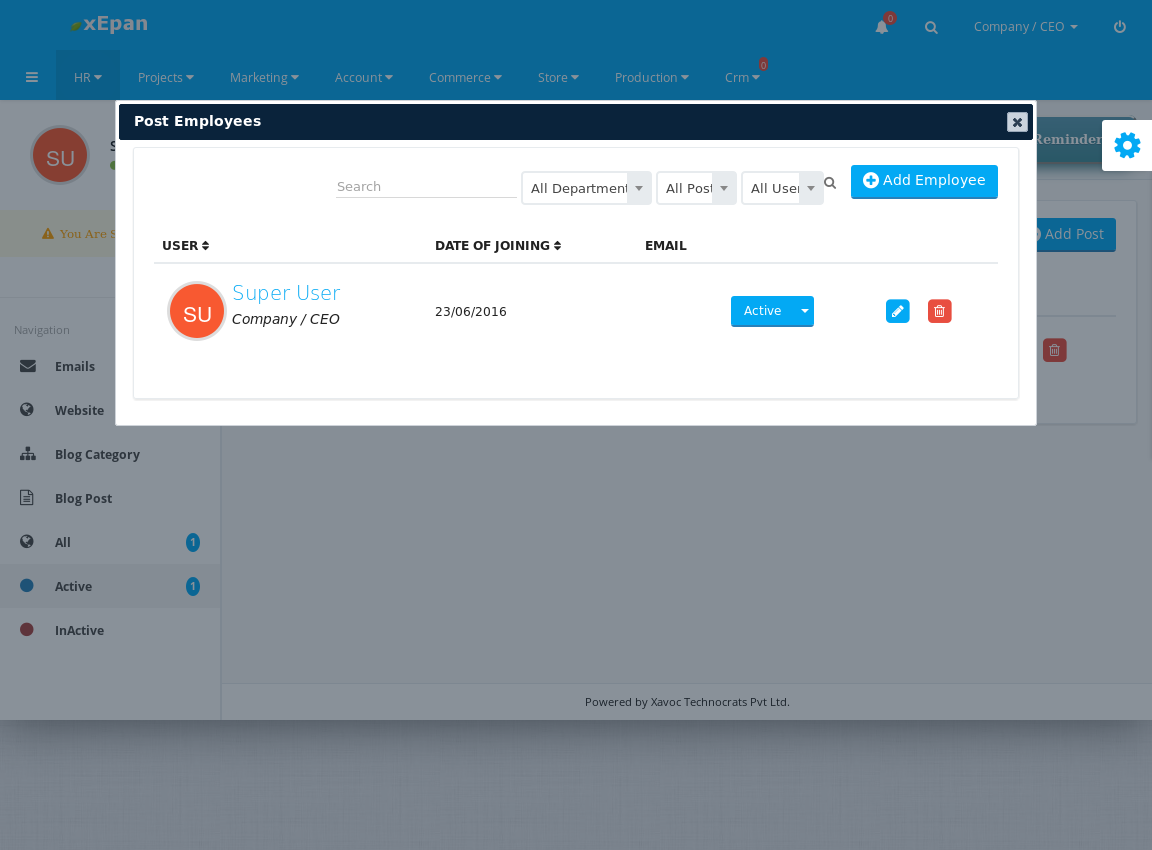 xEpan
0
Company / CEO
HR
Projects
Marketing
Account
Commerce
Store
Production
Crm
0
Post Employees
SU
S
Reminder
Search
All Department
All Post
All User
Add Employee
You Are S
Add Post
USER
DATE OF JOINING
EMAIL
SU
Super User
Company / CEO
23/06/2016
Active
Navigation
Emails
Website
Blog Category
Blog Post
All
1
Active
1
InActive
Powered by Xavoc Technocrats Pvt Ltd.